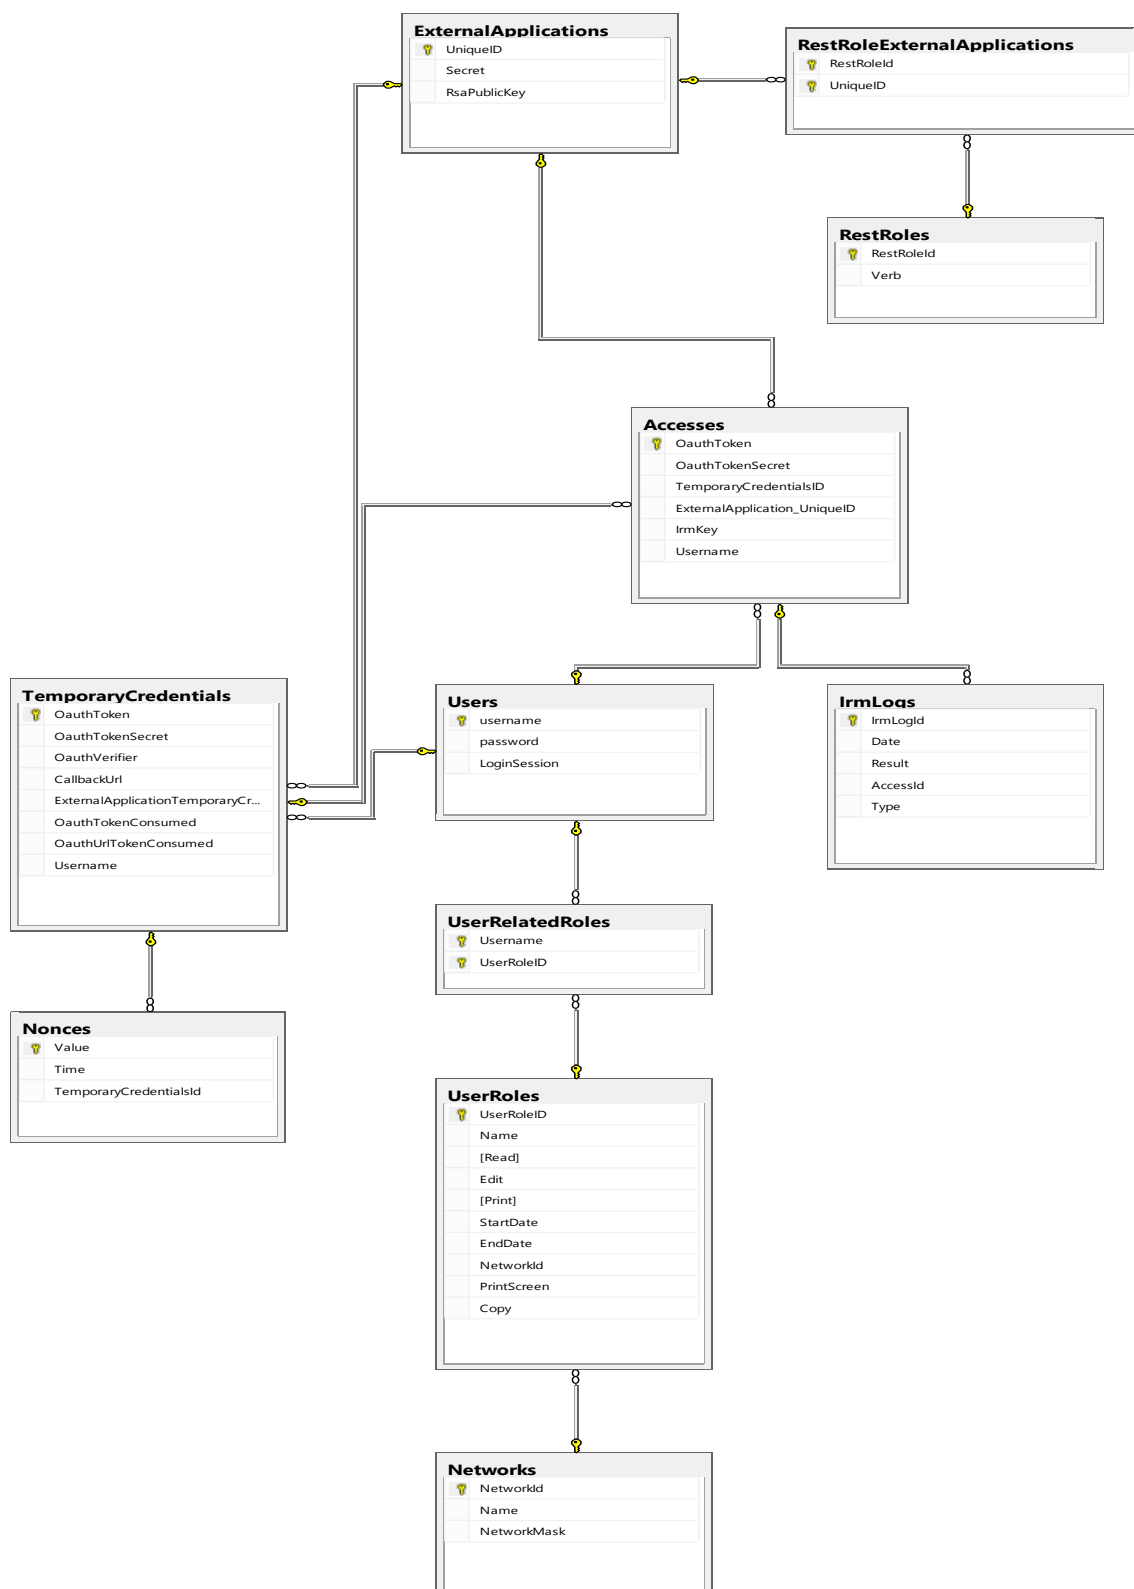 ExternalApplications
UniqueID
Secret
RsaPublicKey
RestRoleExternalApplications
RestRoleId
UniqueID
RestRoles
RestRoleId
Verb
Accesses
OauthToken
OauthTokenSecret
TemporaryCredentialsID
ExternalApplication_UniqueID
IrmKey
Username
TemporaryCredentials
OauthToken
OauthTokenSecret
OauthVerifier
CallbackUrl
ExternalApplicationTemporaryCr...
OauthTokenConsumed
OauthUrlTokenConsumed
Username
Users
username
password
LoginSession
IrmLogs
IrmLogId
Date
Result
AccessId
Type
UserRelatedRoles
Username
UserRoleID
Nonces
Value
Time
TemporaryCredentialsId
UserRoles
UserRoleID
Name
[Read]
Edit
[Print]
StartDate
EndDate
NetworkId
PrintScreen
Copy
Networks
NetworkId
Name
NetworkMask